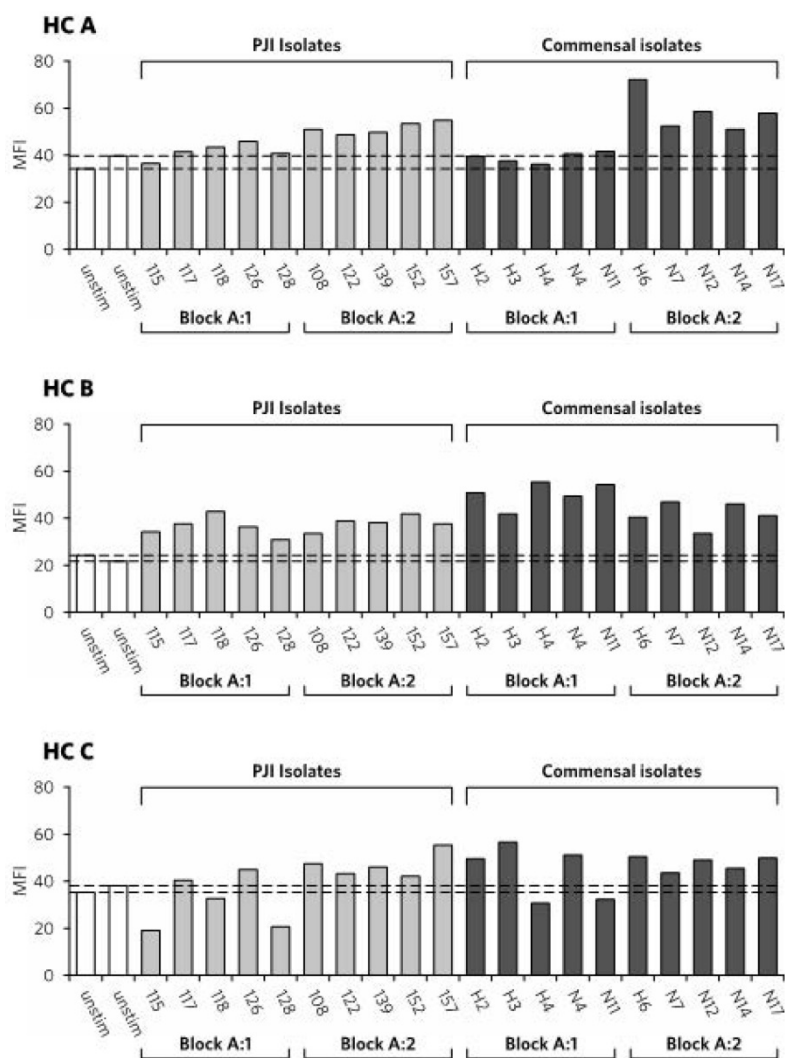 HC A
PJI Isolates Commensal isolates
80
60
40
20
0
MFI
unstim unstim 115 117 118 126 128 108 122 139 152 157 H2 H3 H4 N4 N11 H6 N7 N12 N14 N17
Block A:1 Block A:2 Block A:1 Block A:2
HC B
PJI Isolates Commensal isolates
80
60
40
20
0
MFI
unstim unstim 115 117 118 126 128 108 122 139 152 157 H2 H3 H4 N4 N11 H6 N7 N12 N14 N17
Block A:1 Block A:2 Block A:1 Block A:2
HC C
PJI Isolates Commensal isolates
80
60
40
20
0
MFI
unstim unstim 115 117 118 126 128 108 122 139 152 157 H2 H3 H4 N4 N11 H6 N7 N12 N14 N17
Block A:1 Block A:2 Block A:1 Block A:2